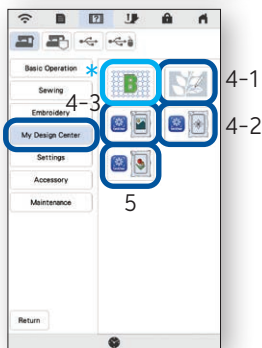 Basic Operation
*
B
4-1
Sewing
4-3
Embroidery
4-2
My Design Center
Settings
Accessory
5
Maintenance
Return